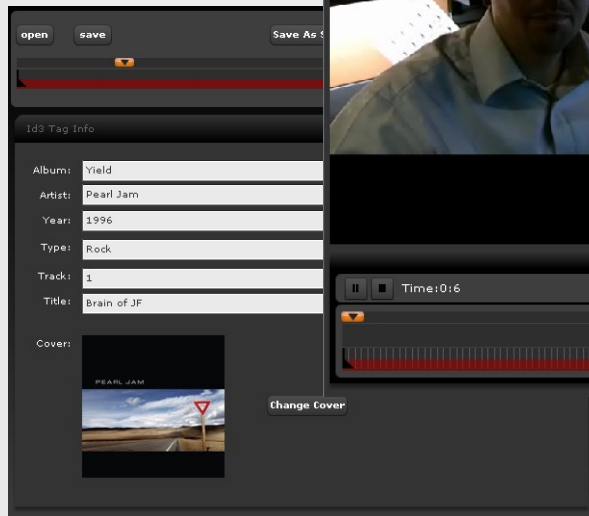 open save Save As S
Id3 Tag Info
Album: Yield
Artist: Pearl Jam
Year: 1996
Type: Rock
Track: 1
Title: Brain of JF
Cover:
PEARL JAM
Change Cover
Time:0:6